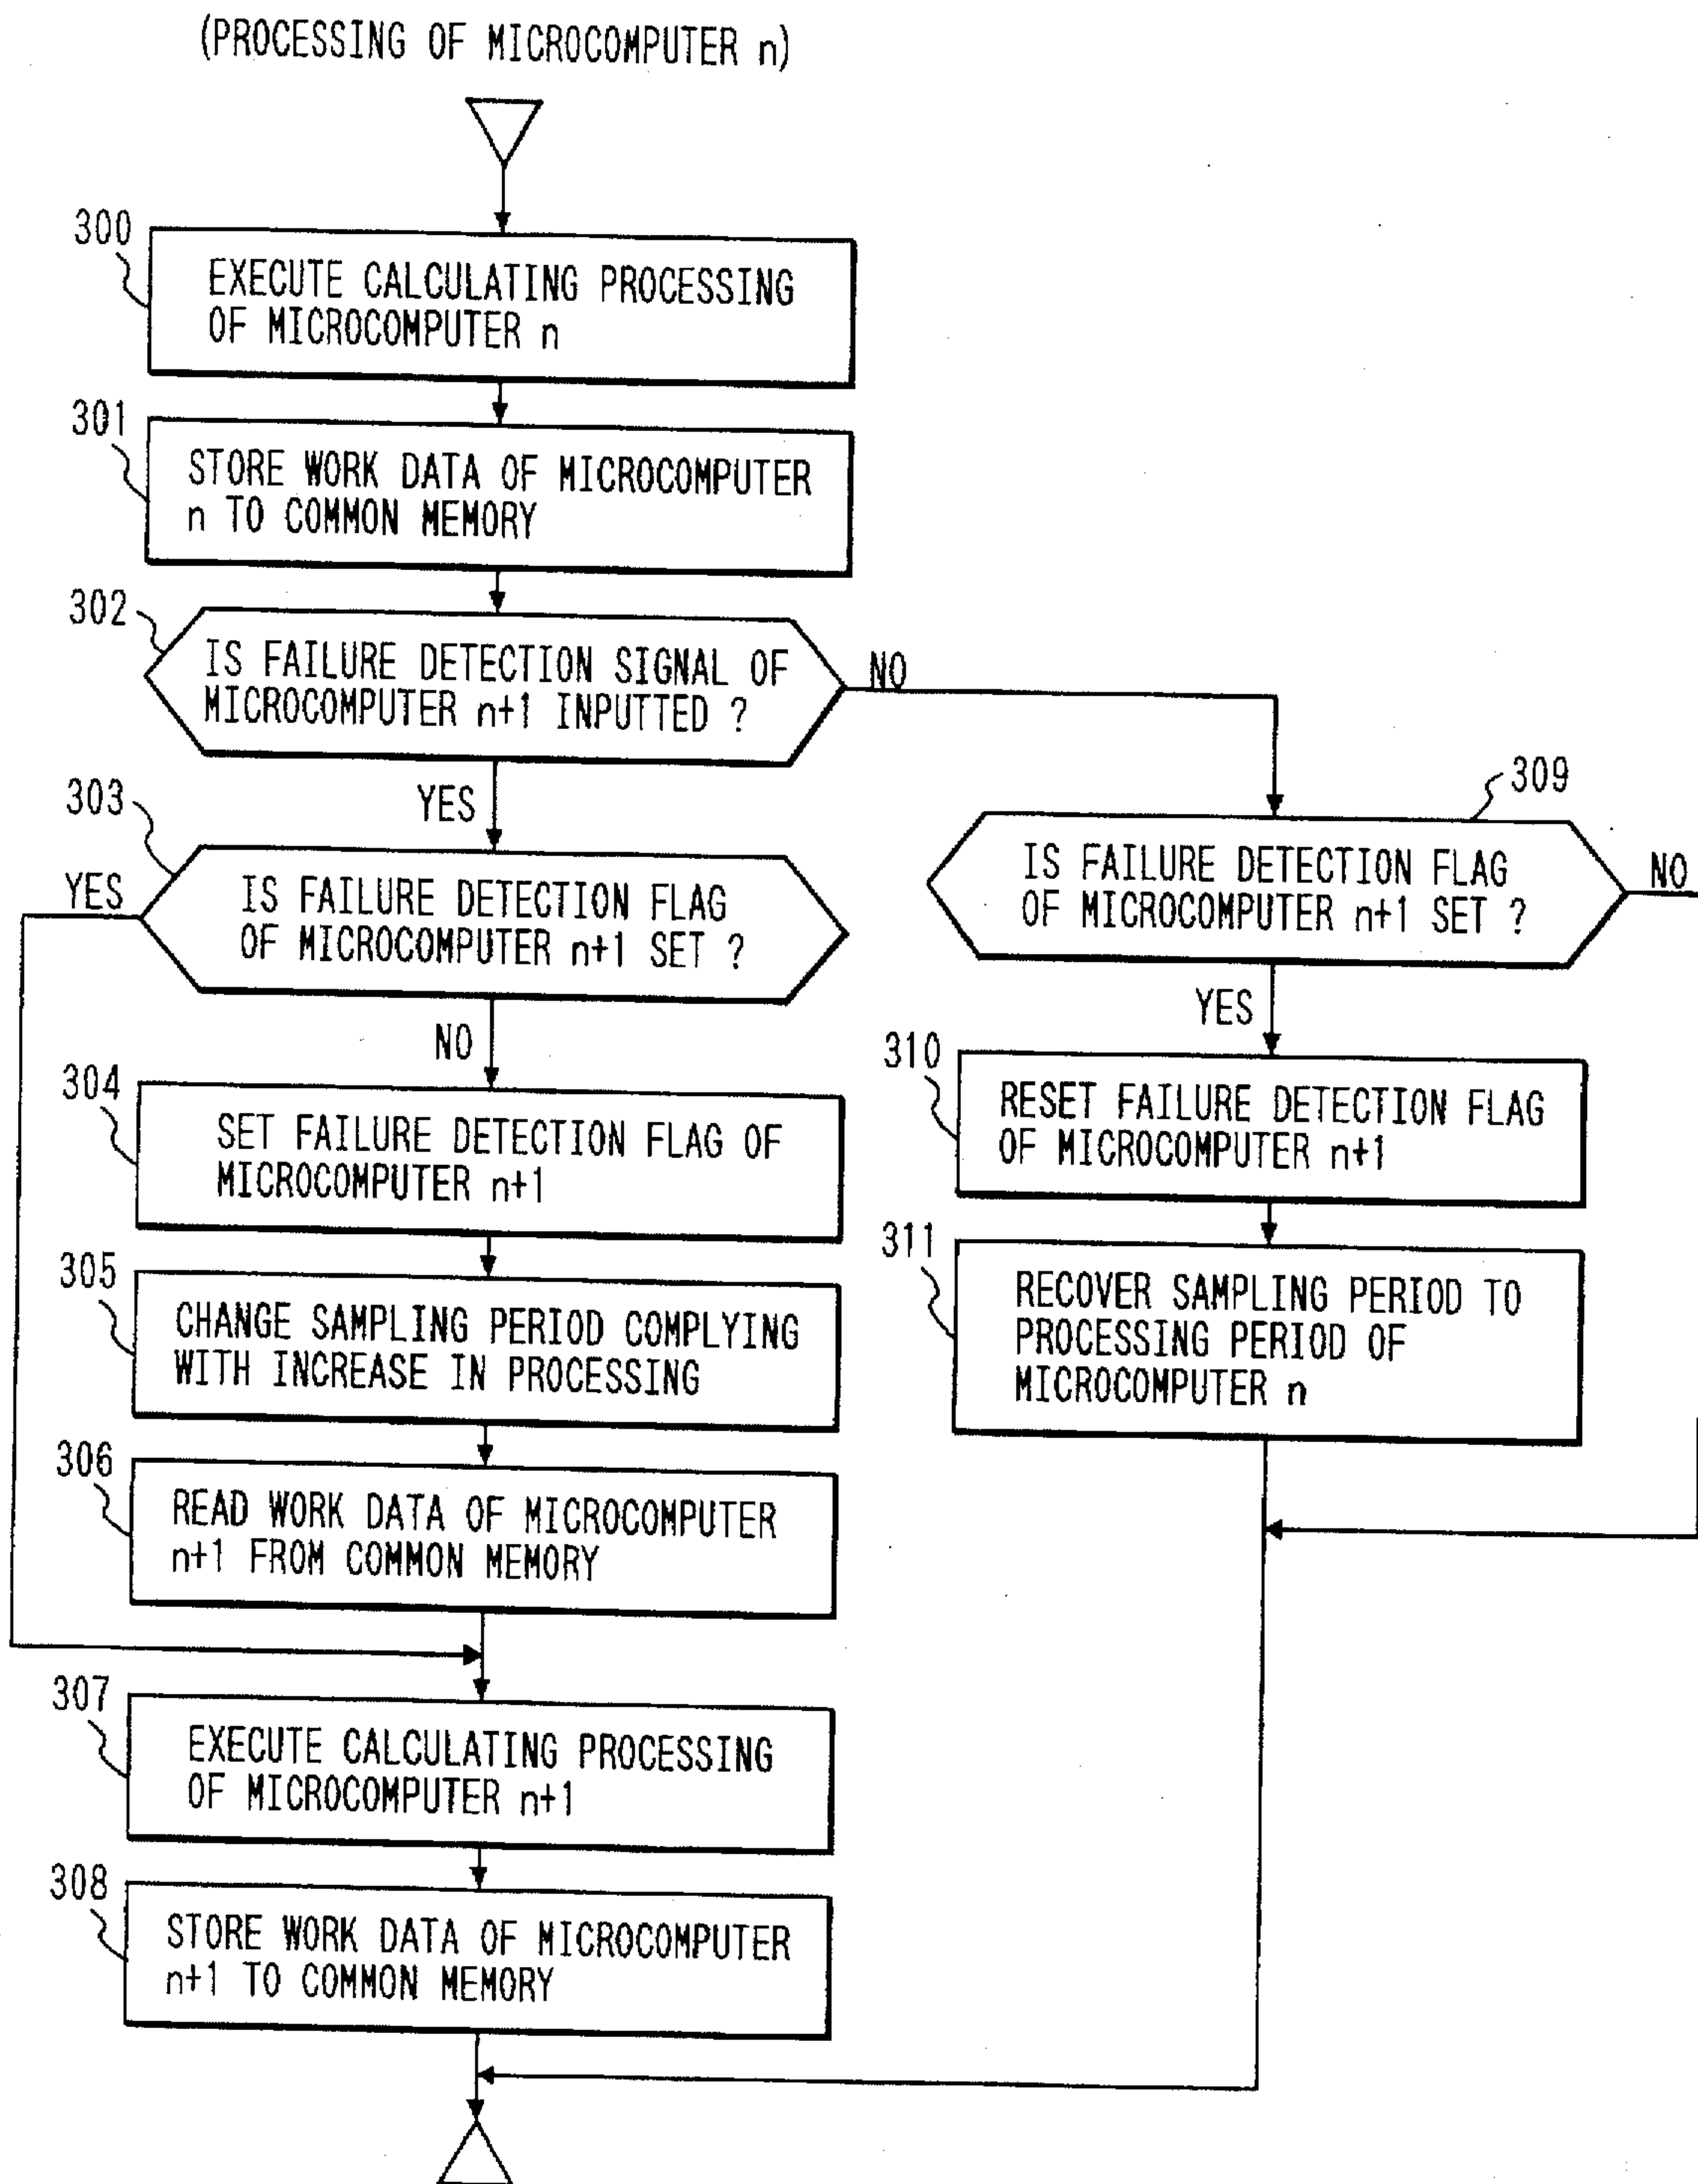 (PROCESSING OF MICROCOMPUTER n)
300
EXECUTE CALCULATING PROCESSING
OF MICROCOMPUTER n
301
STORE WORK DATA OF MICROCOMPUTER
n TO COMMON MEMORY
302
IS FAILURE DETECTION SIGNAL OF
MICROCOMPUTER n+1 INPUTTED ?
NO
YES
303
YES
IS FAILURE DETECTION FLAG
OF MICROCOMPUTER n+1 SET ?
NO
304
SET FAILURE DETECTION FLAG OF
MICROCOMPUTER n+1
305
CHANGE SAMPLING PERIOD COMPLYING
WITH INCREASE IN PROCESSING
306
READ WORK DATA OF MICROCOMPUTER
n+1 FROM COMMON MEMORY
307
EXECUTE CALCULATING PROCESSING
OF MICROCOMPUTER n+1
308
STORE WORK DATA OF MICROCOMPUTER
n+1 TO COMMON MEMORY
309
IS FAILURE DETECTION FLAG
OF MICROCOMPUTER n+1 SET ?
NO
YES
310
RESET FAILURE DETECTION FLAG
OF MICROCOMPUTER n+1
311
RECOVER SAMPLING PERIOD TO
PROCESSING PERIOD OF
MICROCOMPUTER n